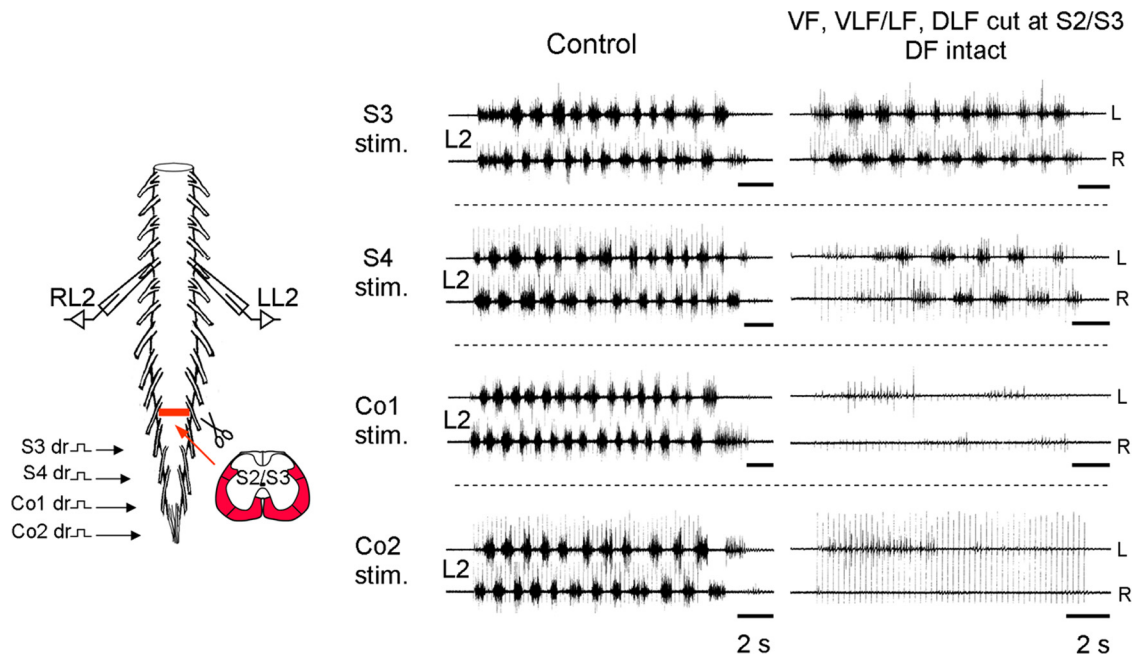 Control
VF, VLF/LF, DLF cut at S2/S3
DF intact
S3
stim.
L2
L
R
S4
stim.
L2
L
R
Co1
stim.
L2
L
R
Co2
stim.
L2
L
R
2 s
2 s
RL2
LL2
S3 dr
S4 dr
Co1 dr
Co2 dr
S2/S3